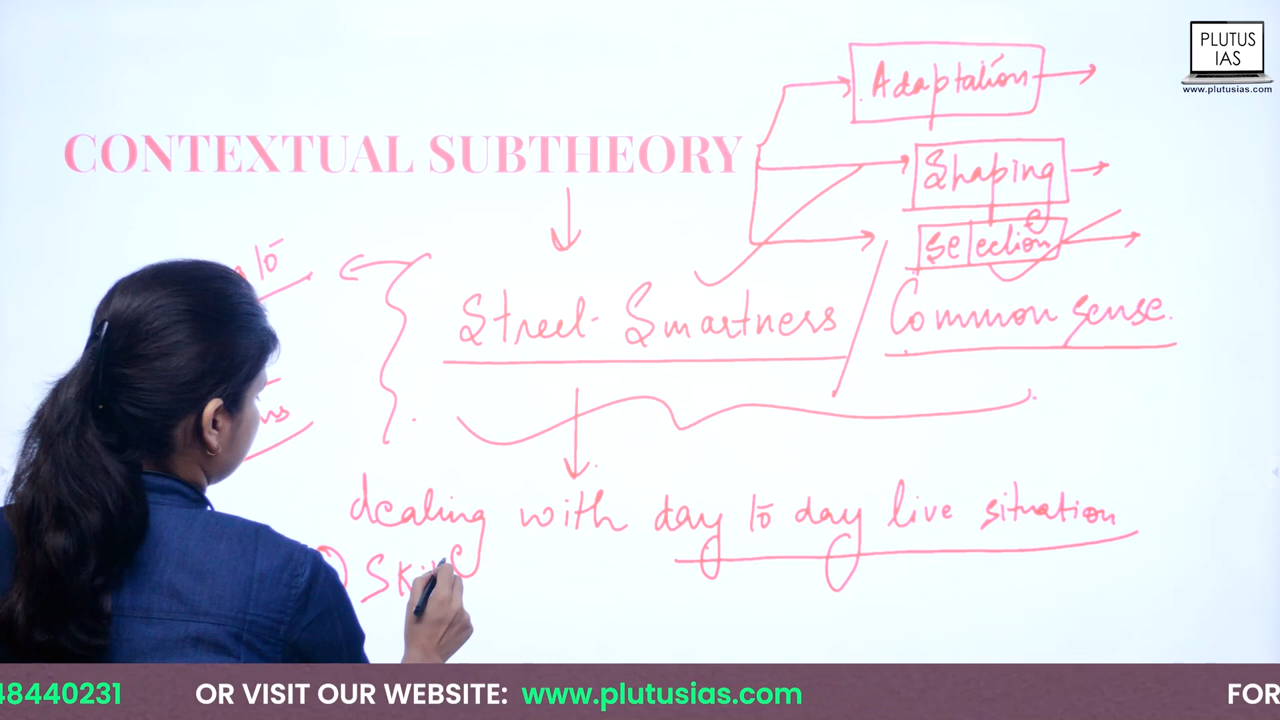 PLUTUS
IAS
www.plutusias.com
Adaptation
CONTEXTUAL SUBTHEORY
Shaping
Selection
to
Street Smartness
Common sense.
dealing with day to day live situation
48440231 OR VISIT OUR WEBSITE: www.plutusias.com FOR